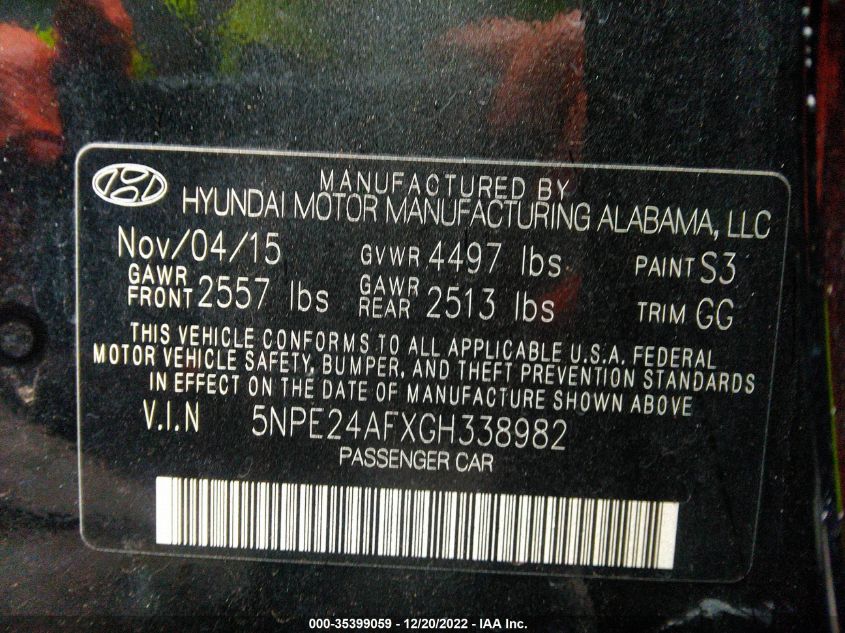 MANUFACTURED BY
HYUNDAI MOTOR MANUFACTURING ALABAMA, LLC
Nov/04/15 GVWR 4497 lbs PAINT S3
GAWR FRONT 2557 lbs GAWR REAR 2513 lbs TRIM GG
THIS VEHICLE CONFORMS TO ALL APPLICABLE U.S.A. FEDERAL
MOTOR VEHICLE SAFETY, BUMPER, AND THEFT PREVENTION STANDARDS
IN EFFECT ON THE DATE OF MANUFACTURE SHOWN ABOVE
V.I.N 5NPE24AFXGH338982
PASSENGER CAR
000-35399059 - 12/20/2022 - IAA Inc.